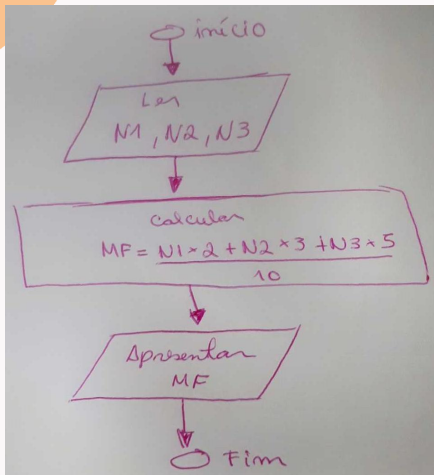 início
Ler
N1, N2, N3
Calcular
MF = N1 × 2 + N2 × 3 + N3 × 5
10
Apresentar
MF
Fim